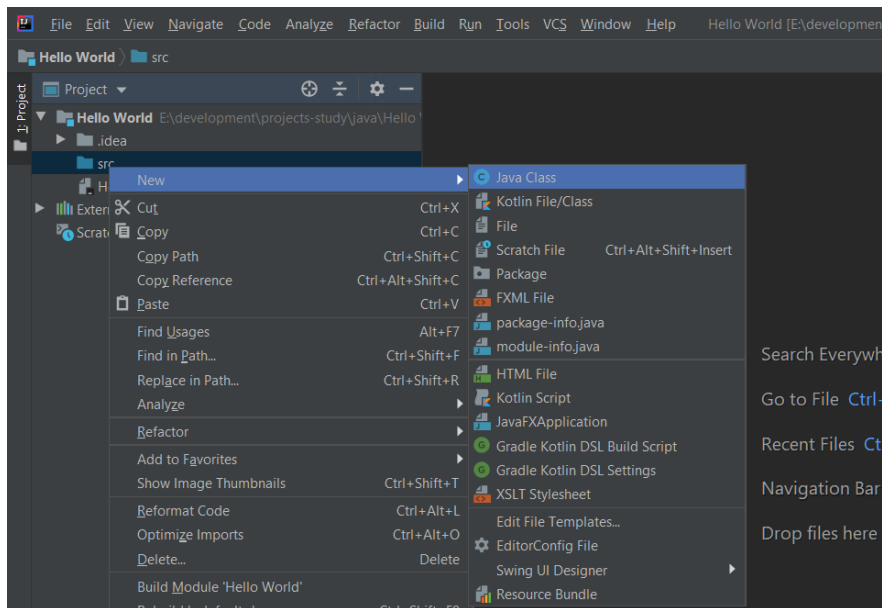 File Edit View Navigate Code Analyze Refactor Build Run Tools VCS Window Help Hello World [E:\developmen
Hello World src
1: Project
Project
Hello World E:\development\projects-study\java\Hello
.idea
src
H
Exter
Scrat
New
Cut Ctrl+X
Copy Ctrl+C
Copy Path Ctrl+Shift+C
Copy Reference Ctrl+Alt+Shift+C
Paste Ctrl+V
Find Usages Alt+F7
Find in Path... Ctrl+Shift+F
Replace in Path... Ctrl+Shift+R
Analyze
Refactor
Add to Favorites
Show Image Thumbnails Ctrl+Shift+T
Reformat Code Ctrl+Alt+L
Optimize Imports Ctrl+Alt+O
Delete... Delete
Build Module 'Hello World'
Java Class
Kotlin File/Class
File
Scratch File Ctrl+Alt+Shift+Insert
Package
FXML File
package-info.java
module-info.java
HTML File
Kotlin Script
JavaFXApplication
Gradle Kotlin DSL Build Script
Gradle Kotlin DSL Settings
XSLT Stylesheet
Edit File Templates...
EditorConfig File
Swing UI Designer
Resource Bundle
Search Everywh
Go to File Ctrl+
Recent Files Ct
Navigation Bar
Drop files here